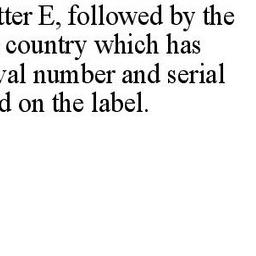 tter E, followed by the
country which has
val number and serial
d on the label.